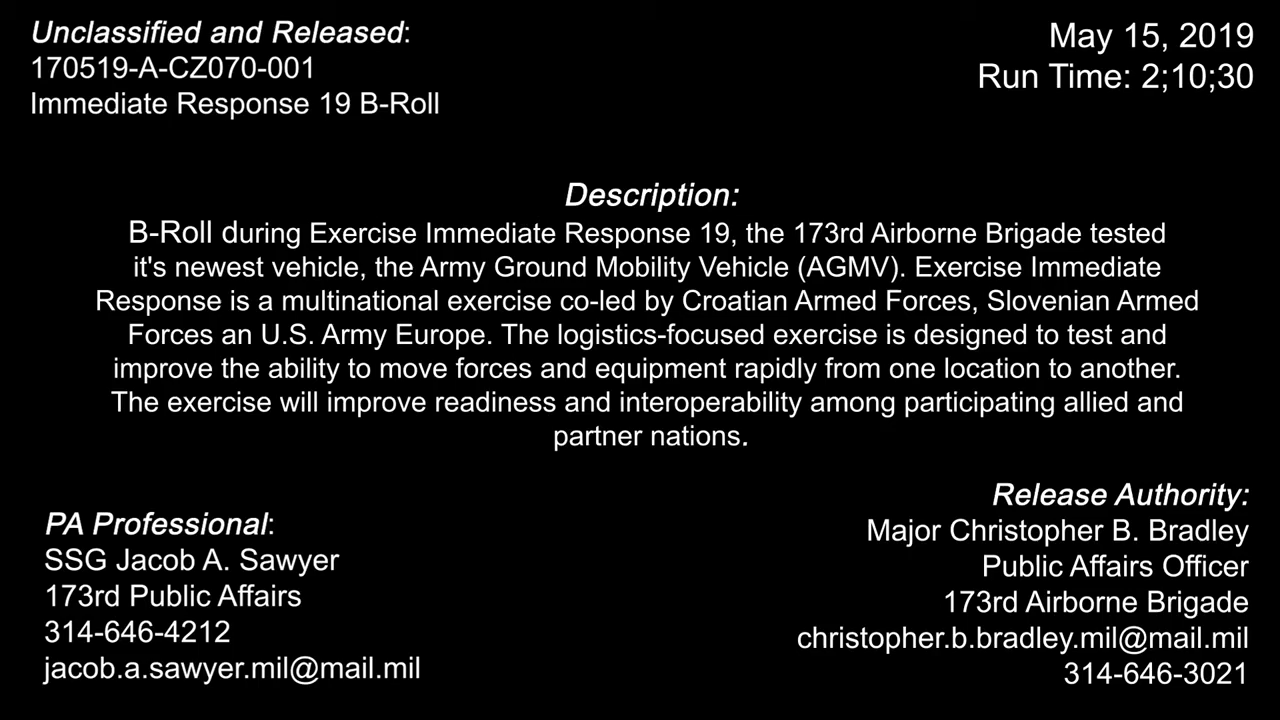 Unclassified and Released:
170519-A-CZ070-001
Immediate Response 19 B-Roll
May 15, 2019
Run Time: 2;10;30
Description:
B-Roll during Exercise Immediate Response 19, the 173rd Airborne Brigade tested
it's newest vehicle, the Army Ground Mobility Vehicle (AGMV). Exercise Immediate
Response is a multinational exercise co-led by Croatian Armed Forces, Slovenian Armed
Forces an U.S. Army Europe. The logistics-focused exercise is designed to test and
improve the ability to move forces and equipment rapidly from one location to another.
The exercise will improve readiness and interoperability among participating allied and
partner nations.
PA Professional:
SSG Jacob A. Sawyer
173rd Public Affairs
314-646-4212
jacob.a.sawyer.mil@mail.mil
Release Authority:
Major Christopher B. Bradley
Public Affairs Officer
173rd Airborne Brigade
christopher.b.bradley.mil@mail.mil
314-646-3021